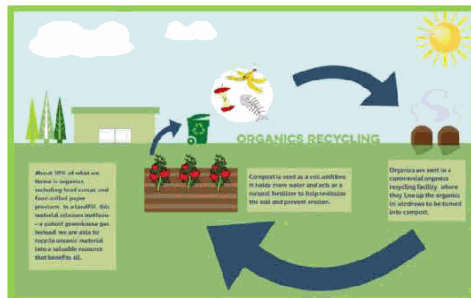 ORGANICS RECYCLING
About 30% of what we
throw is organics,
including food scraps and
food-soiled paper
products. In a landfill, this
material releases methane
– a potent greenhouse gas.
Instead we are able to
recycle organic material
into a valuable resource
that benefits all.
Compost is used as a soil additive.
It holds more water and acts as a
natural fertilizer to help revitalize
the soil and prevent erosion.
Organics are sent to a
commercial organics
recycling facility where
they line up the organics
in windrows to be turned
into compost.